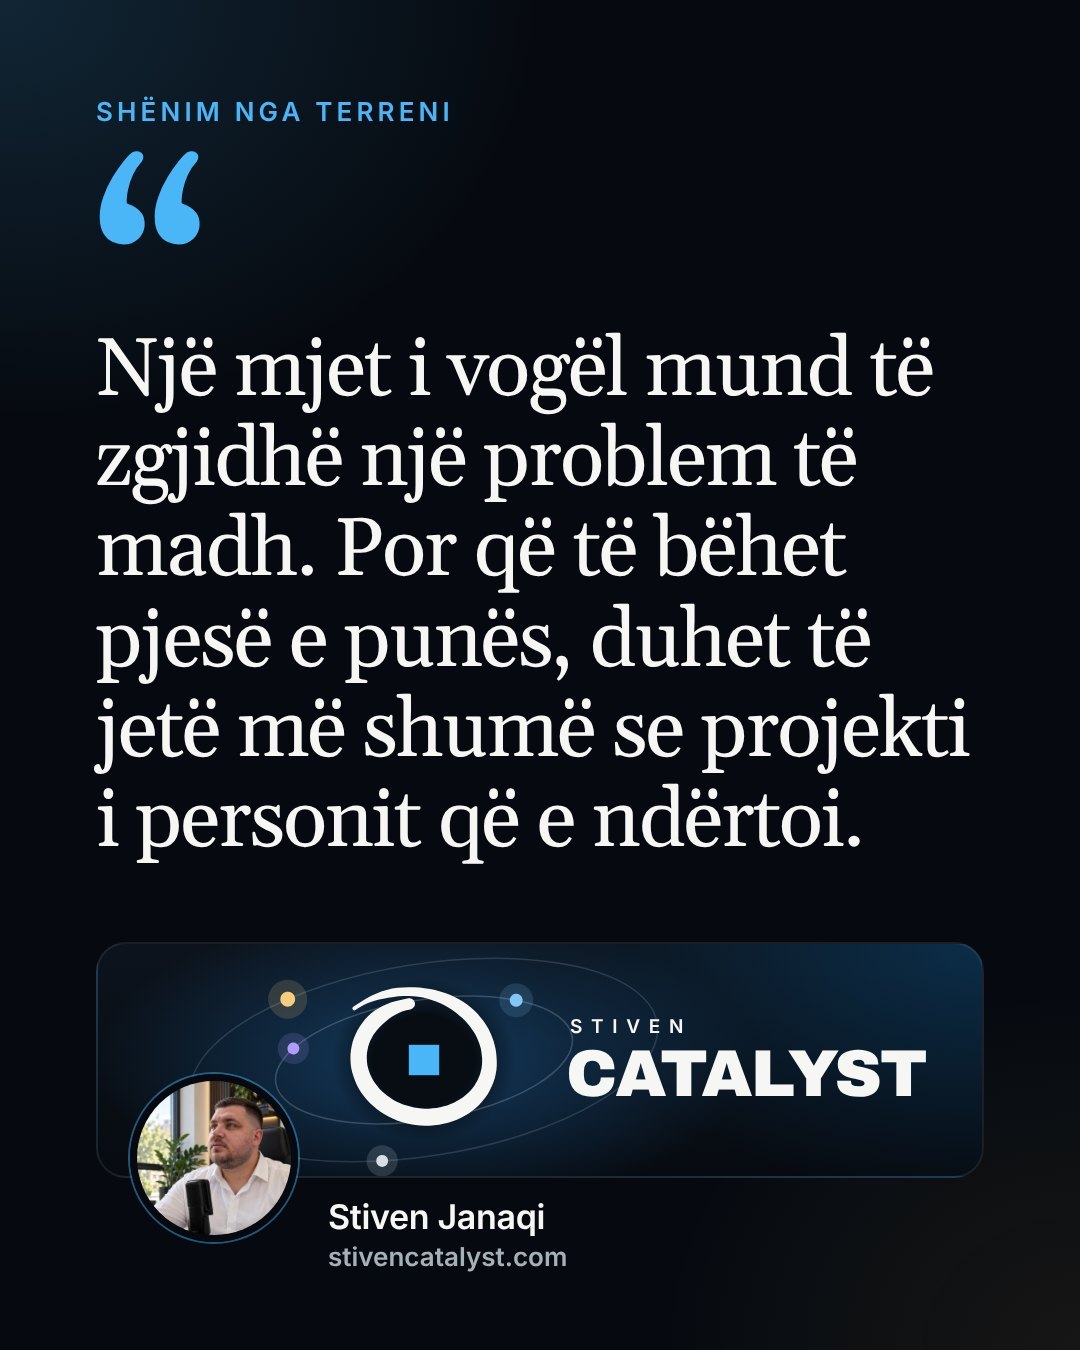 SHËNIM NGA TERRENI
“
Një mjet i vogël mund të
zgjidhë një problem të
madh. Por që të bëhet
pjesë e punës, duhet të
jetë më shumë se projekti
i personit që e ndërtoi.
STIVEN
CATALYST
Stiven Janaqi
stivencatalyst.com